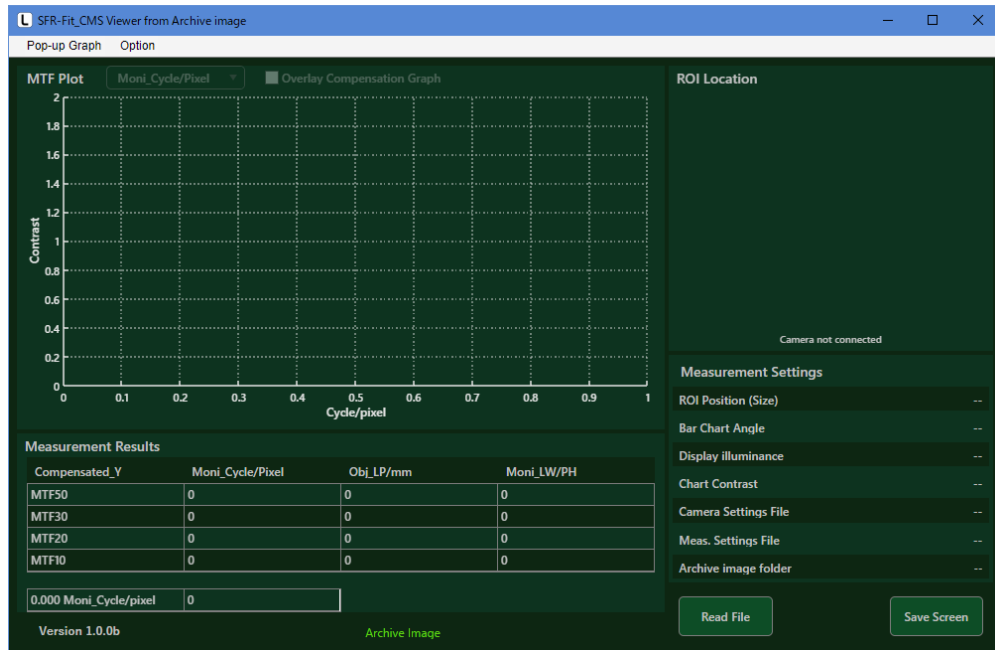 L SFR-Fit_CMS Viewer from Archive image
Pop-up Graph Option
MTF Plot Moni_Cycle/Pixel Overlay Compensation Graph
2
1.8
1.6
1.4
1.2
1
0.8
0.6
0.4
0.2
0
Contrast
0 0.1 0.2 0.3 0.4 0.5 0.6 0.7 0.8 0.9 1
Cycle/pixel
ROI Location
Camera not connected
Measurement Results
Compensated_Y Moni_Cycle/Pixel Obj_LP/mm Moni_LW/PH
MTF50 0 0 0
MTF30 0 0 0
MTF20 0 0 0
MTF10 0 0 0
0.000 Moni_Cycle/pixel 0
Measurement Settings
ROI Position (Size) --
Bar Chart Angle --
Display illuminance --
Chart Contrast --
Camera Settings File --
Meas. Settings File --
Archive image folder --
Read File Save Screen
Version 1.0.0b Archive Image